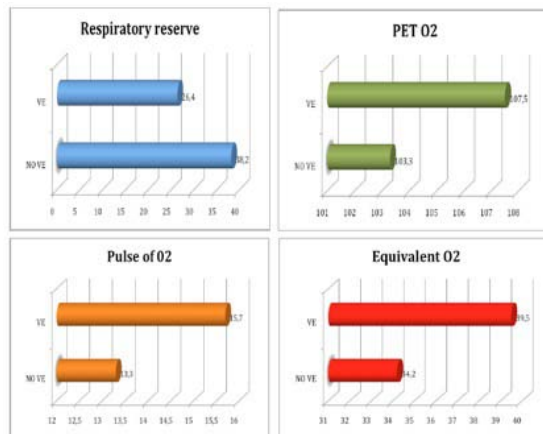 Respiratory reserve
VE
26,4
NO VE
38,2
0 5 10 15 20 25 30 35 40
PET O2
VE
107,5
NO VE
103,3
101 102 103 104 105 106 107 108
Pulse of 02
VE
15,7
NO VE
13,3
12 12,5 13 13,5 14 14,5 15 15,5 16
Equivalent O2
VE
39,5
NO VE
34,2
31 32 33 34 35 36 37 38 39 40